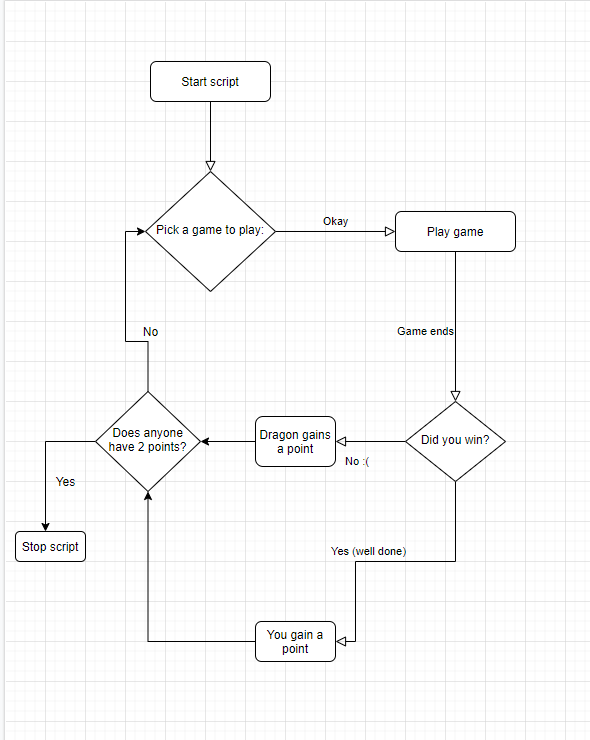 Start script
Pick a game to play:
Okay
Play game
No
Game ends
Does anyone
have 2 points?
Dragon gains
a point
Did you win?
No :(
Yes
Stop script
Yes (well done)
You gain a
point